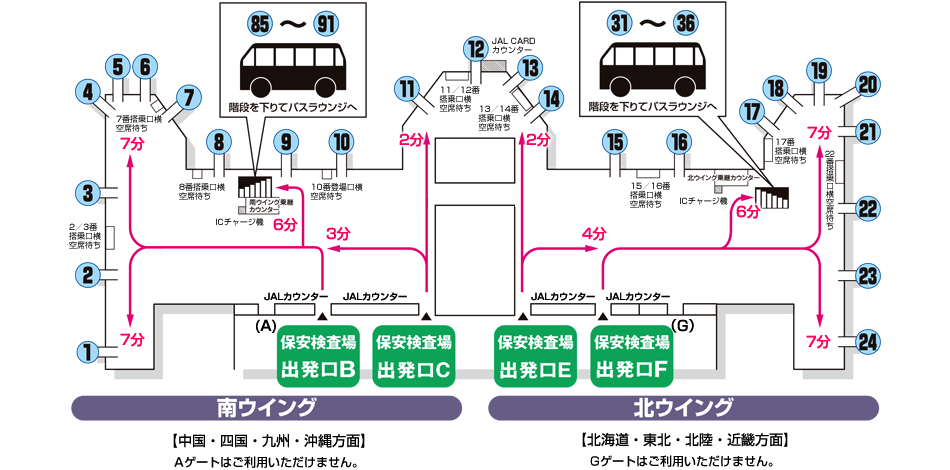 85 ～ 91
階段を下りてバスラウンジへ
31 ～ 36
階段を下りてバスラウンジへ
12
JAL CARD
カウンター
11
13
14
11／12番
搭乗口横
空席待ち
13／14番
搭乗口横
空席待ち
4
5
6
7
7番搭乗口横
空席待ち
7分
8
9
10
8番搭乗口横
空席待ち
南ウイング乗継
カウンター
ICチャージ機
10番登場口横
空席待ち
2分
2分
15
16
15／16番
搭乗口横
空席待ち
北ウイング乗継カウンター
ICチャージ機
17
18
19
20
17番
搭乗口横
空席待ち
7分
21
22番搭乗口横
空席待ち
22
3
2／3番
搭乗口横
空席待ち
6分
3分
4分
6分
2
23
7分
1
7分
24
JALカウンター
JALカウンター
JALカウンター
JALカウンター
(A)
(G)
保安検査場
出発口B
保安検査場
出発口C
保安検査場
出発口E
保安検査場
出発口F
南ウイング
北ウイング
【中国・四国・九州・沖縄方面】
Aゲートはご利用いただけません。
【北海道・東北・北陸・近畿方面】
Gゲートはご利用いただけません。